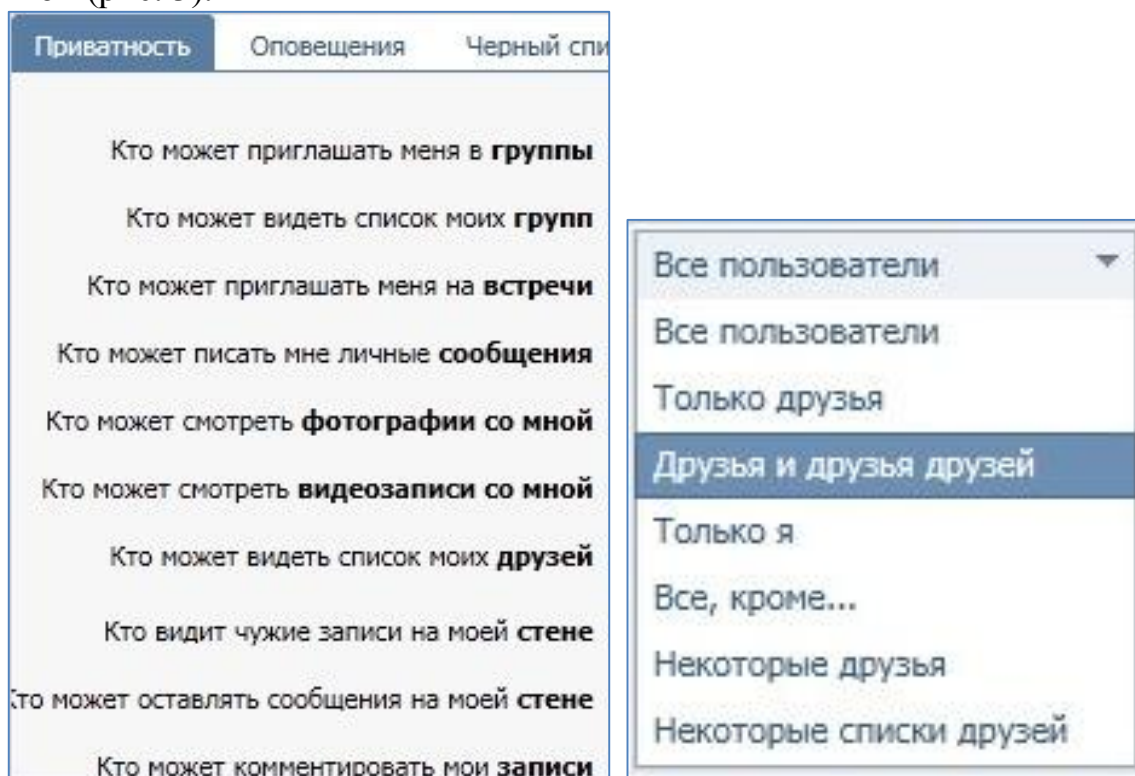 Приватность Оповещения Черный спи
Кто может приглашать меня в группы
Кто может видеть список моих групп
Кто может приглашать меня на встречи
Кто может писать мне личные сообщения
Кто может смотреть фотографии со мной
Кто может смотреть видеозаписи со мной
Кто может видеть список моих друзей
Кто видит чужие записи на моей стене
Кто может оставлять сообщения на моей стене
Кто может комментировать мои записи
Все пользователи
Все пользователи
Только друзья
Друзья и друзья друзей
Только я
Все, кроме...
Некоторые друзья
Некоторые списки друзей